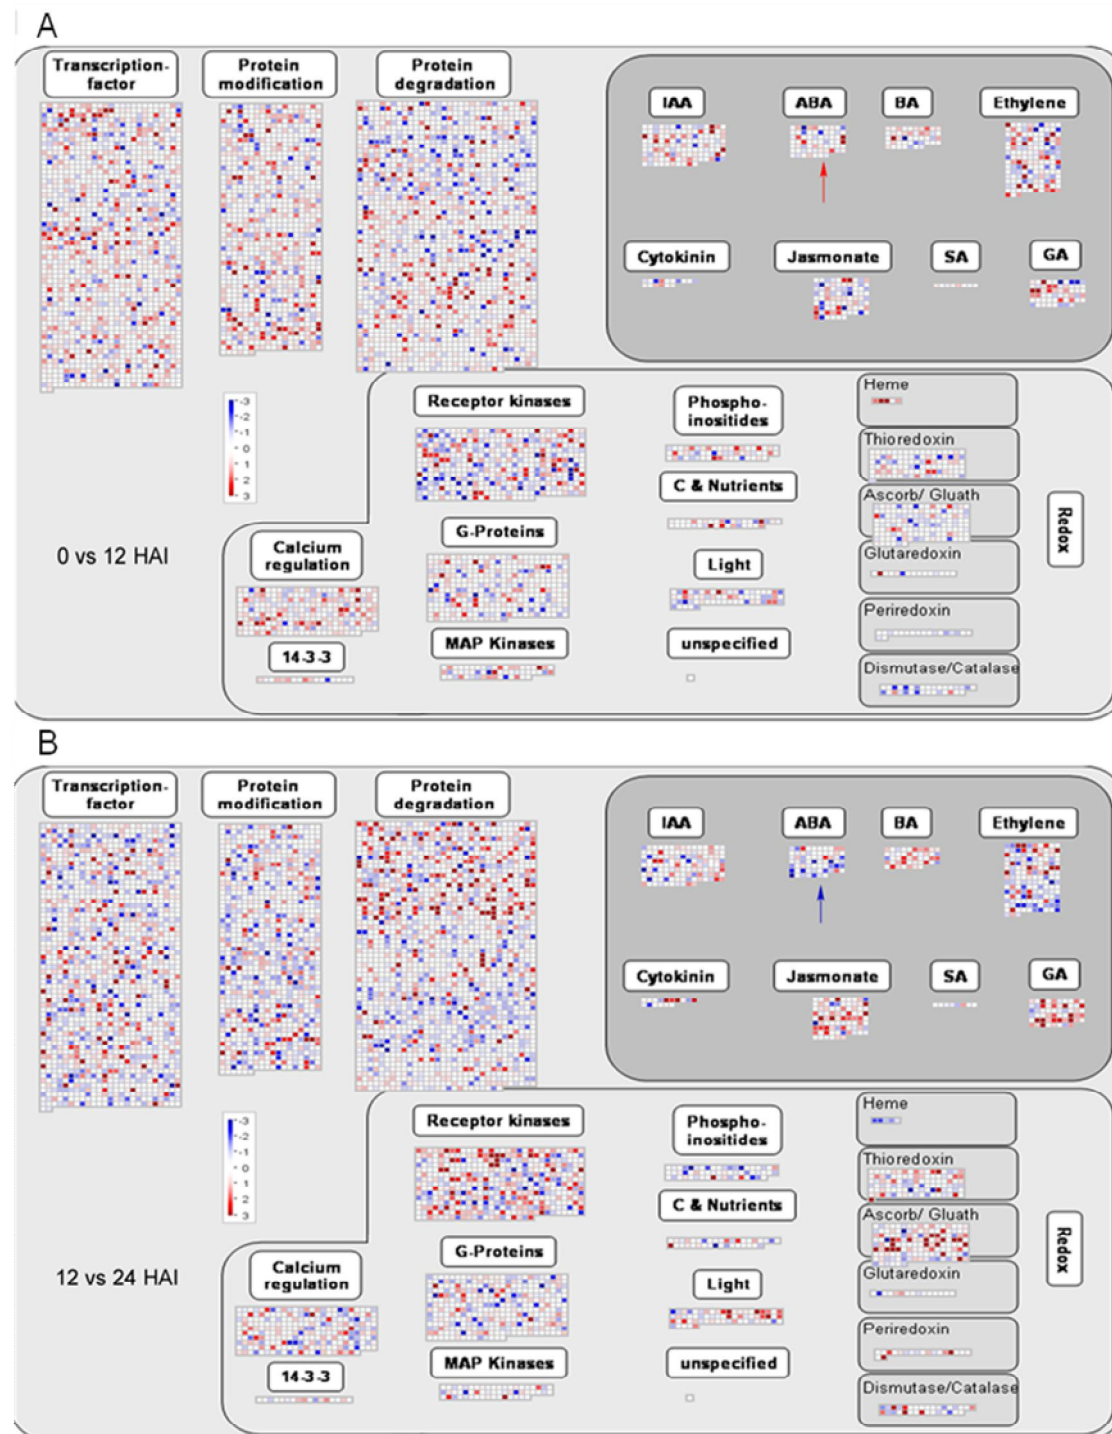 A
Transcription-
factor
Protein
modification
Protein
degradation
IAA
ABA
BA
Ethylene
Cytokinin
Jasmonate
SA
GA
-3
-2
-1
0
1
2
3
0 vs 12 HAI
Receptor kinases
Phospho-
inositides
C & Nutrients
G-Proteins
Light
Calcium
regulation
MAP Kinases
unspecified
14-3-3
Heme
Thioredoxin
Ascorb/ Gluath
Glutaredoxin
Periredoxin
Dismutase/Catalase
Redox
B
Transcription-
factor
Protein
modification
Protein
degradation
IAA
ABA
BA
Ethylene
Cytokinin
Jasmonate
SA
GA
-3
-2
-1
0
1
2
3
12 vs 24 HAI
Receptor kinases
Phospho-
inositides
C & Nutrients
G-Proteins
Light
Calcium
regulation
MAP Kinases
unspecified
14-3-3
Heme
Thioredoxin
Ascorb/ Gluath
Glutaredoxin
Periredoxin
Dismutase/Catalase
Redox